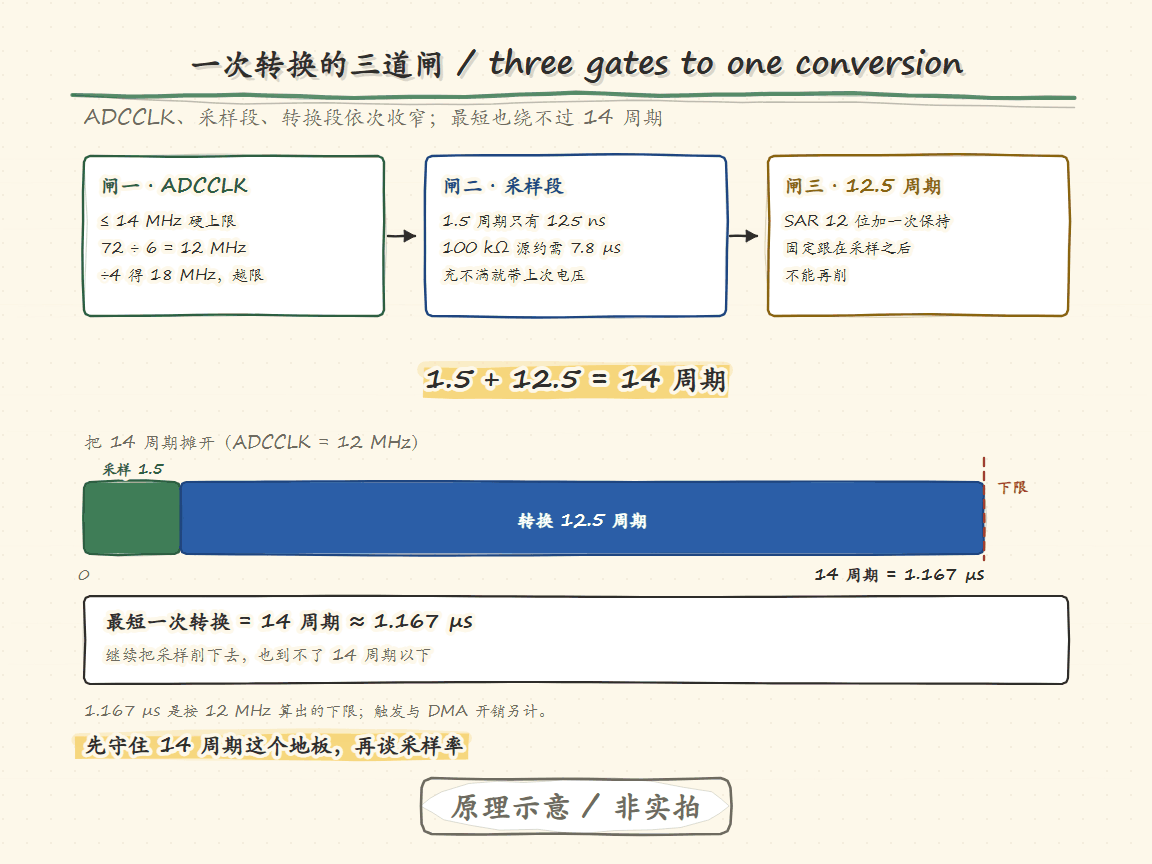 一次转换的三道闸 / three gates to one conversion
ADCCLK、采样段、转换段依次收窄；最短也绕不过 14 周期
闸一 · ADCCLK
≤ 14 MHz 硬上限
72 ÷ 6 = 12 MHz
÷4 得 18 MHz，越限
闸二 · 采样段
1.5 周期只有 125 ns
100 kΩ 源约需 7.8 μs
充不满就带上次电压
闸三 · 12.5 周期
SAR 12 位加一次保持
固定跟在采样之后
不能再削
1.5 + 12.5 = 14 周期
把 14 周期摊开（ADCCLK = 12 MHz）
采样 1.5
下限
转换 12.5 周期
0
14 周期 = 1.167 μs
最短一次转换 = 14 周期 ≈ 1.167 μs
继续把采样削下去，也到不了 14 周期以下
1.167 μs 是按 12 MHz 算出的下限；触发与 DMA 开销另计。
先守住 14 周期这个地板，再谈采样率
原理示意 / 非实拍